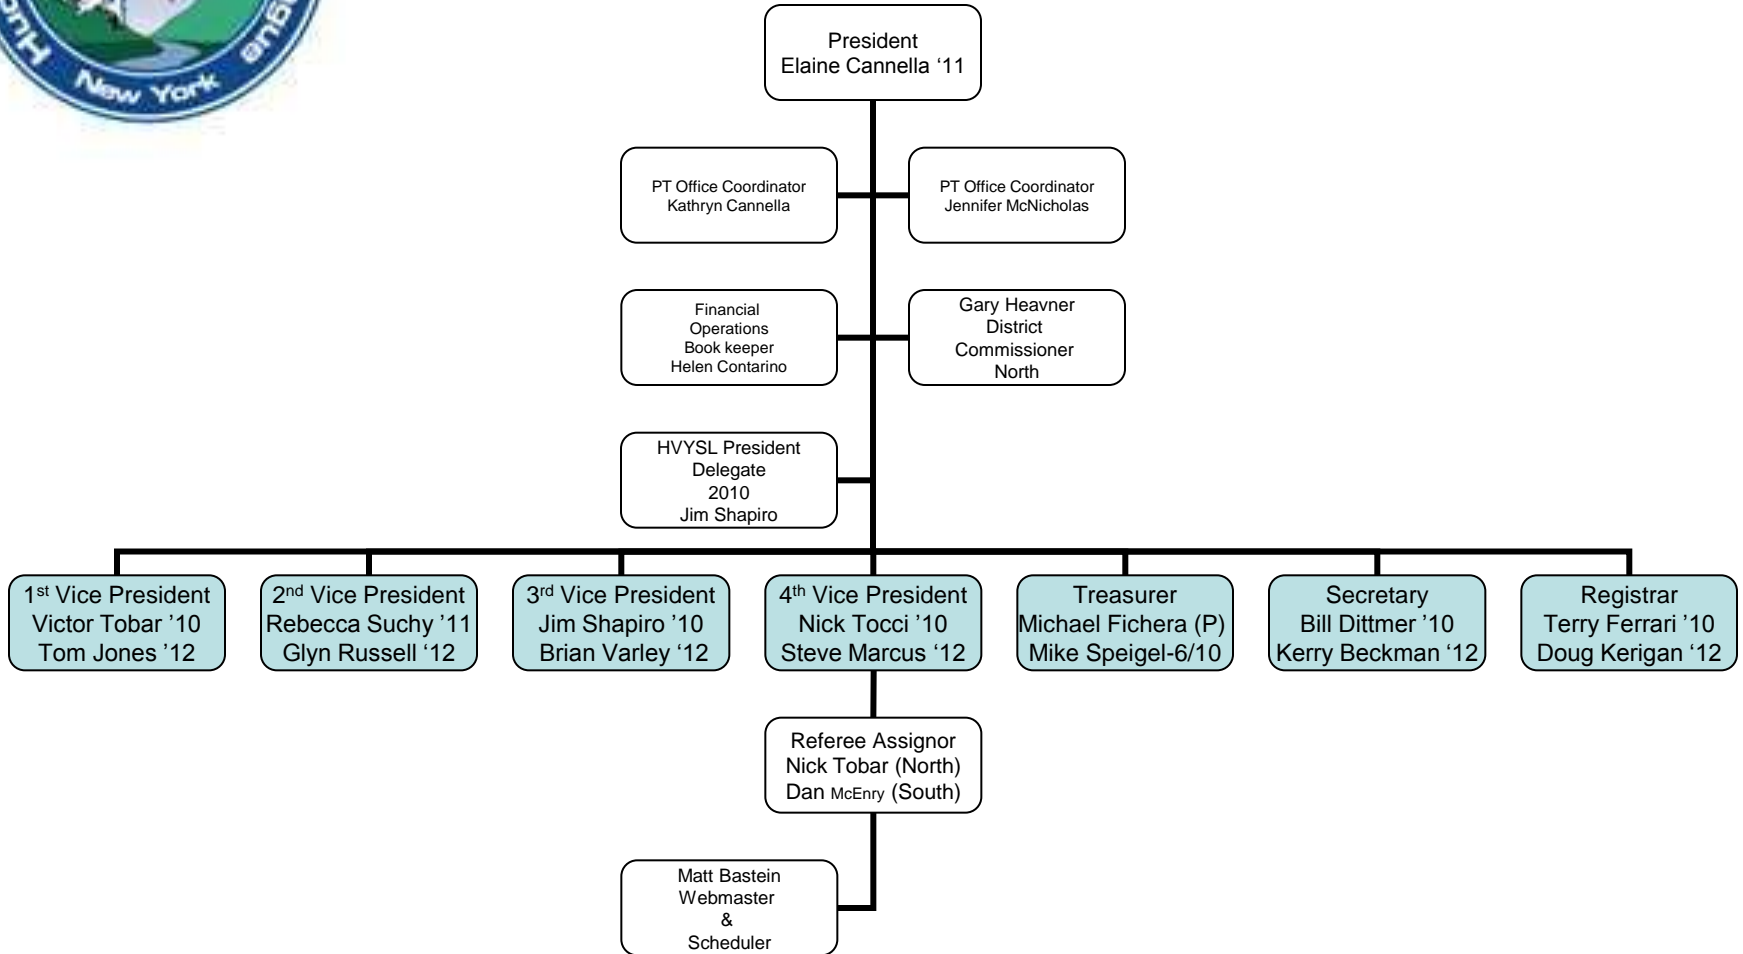 New York
President
Elaine Cannella ‘11
PT Office Coordinator
Kathryn Cannella
PT Office Coordinator
Jennifer McNicholas
Financial
Operations
Book keeper
Helen Contarino
Gary Heavner
District
Commissioner
North
HVYSL President
Delegate
2010
Jim Shapiro
1st Vice President
Victor Tobar ’10
Tom Jones ’12
2nd Vice President
Rebecca Suchy ’11
Glyn Russell ‘12
3rd Vice President
Jim Shapiro ’10
Brian Varley ‘12
4th Vice President
Nick Tocci ’10
Steve Marcus ‘12
Treasurer
Michael Fichera (P)
Mike Speigel-6/10
Secretary
Bill Dittmer ’10
Kerry Beckman ‘12
Registrar
Terry Ferrari ’10
Doug Kerigan ‘12
Referee Assignor
Nick Tobar (North)
Dan McEnry (South)
Matt Bastein
Webmaster
&
Scheduler